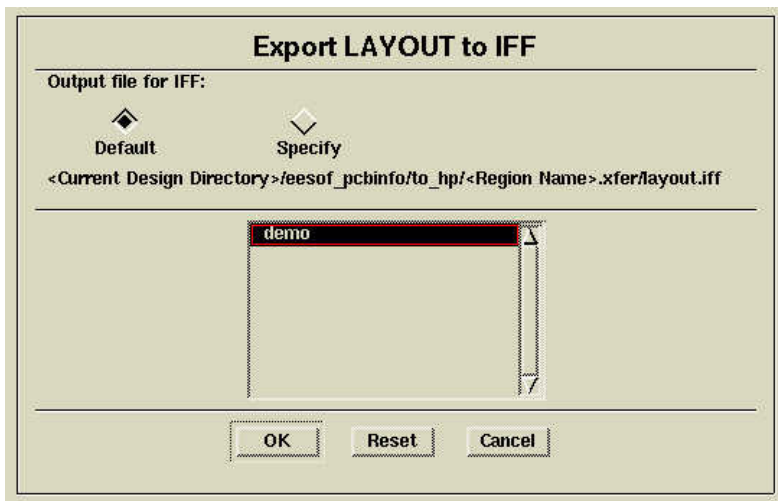 Export LAYOUT to IFF
Output file for IFF:
Default Specify
<Current Design Directory>/eesof_pcbinfo/to_hp/<Region Name>.xfer/layout.iff
demo
OK Reset Cancel